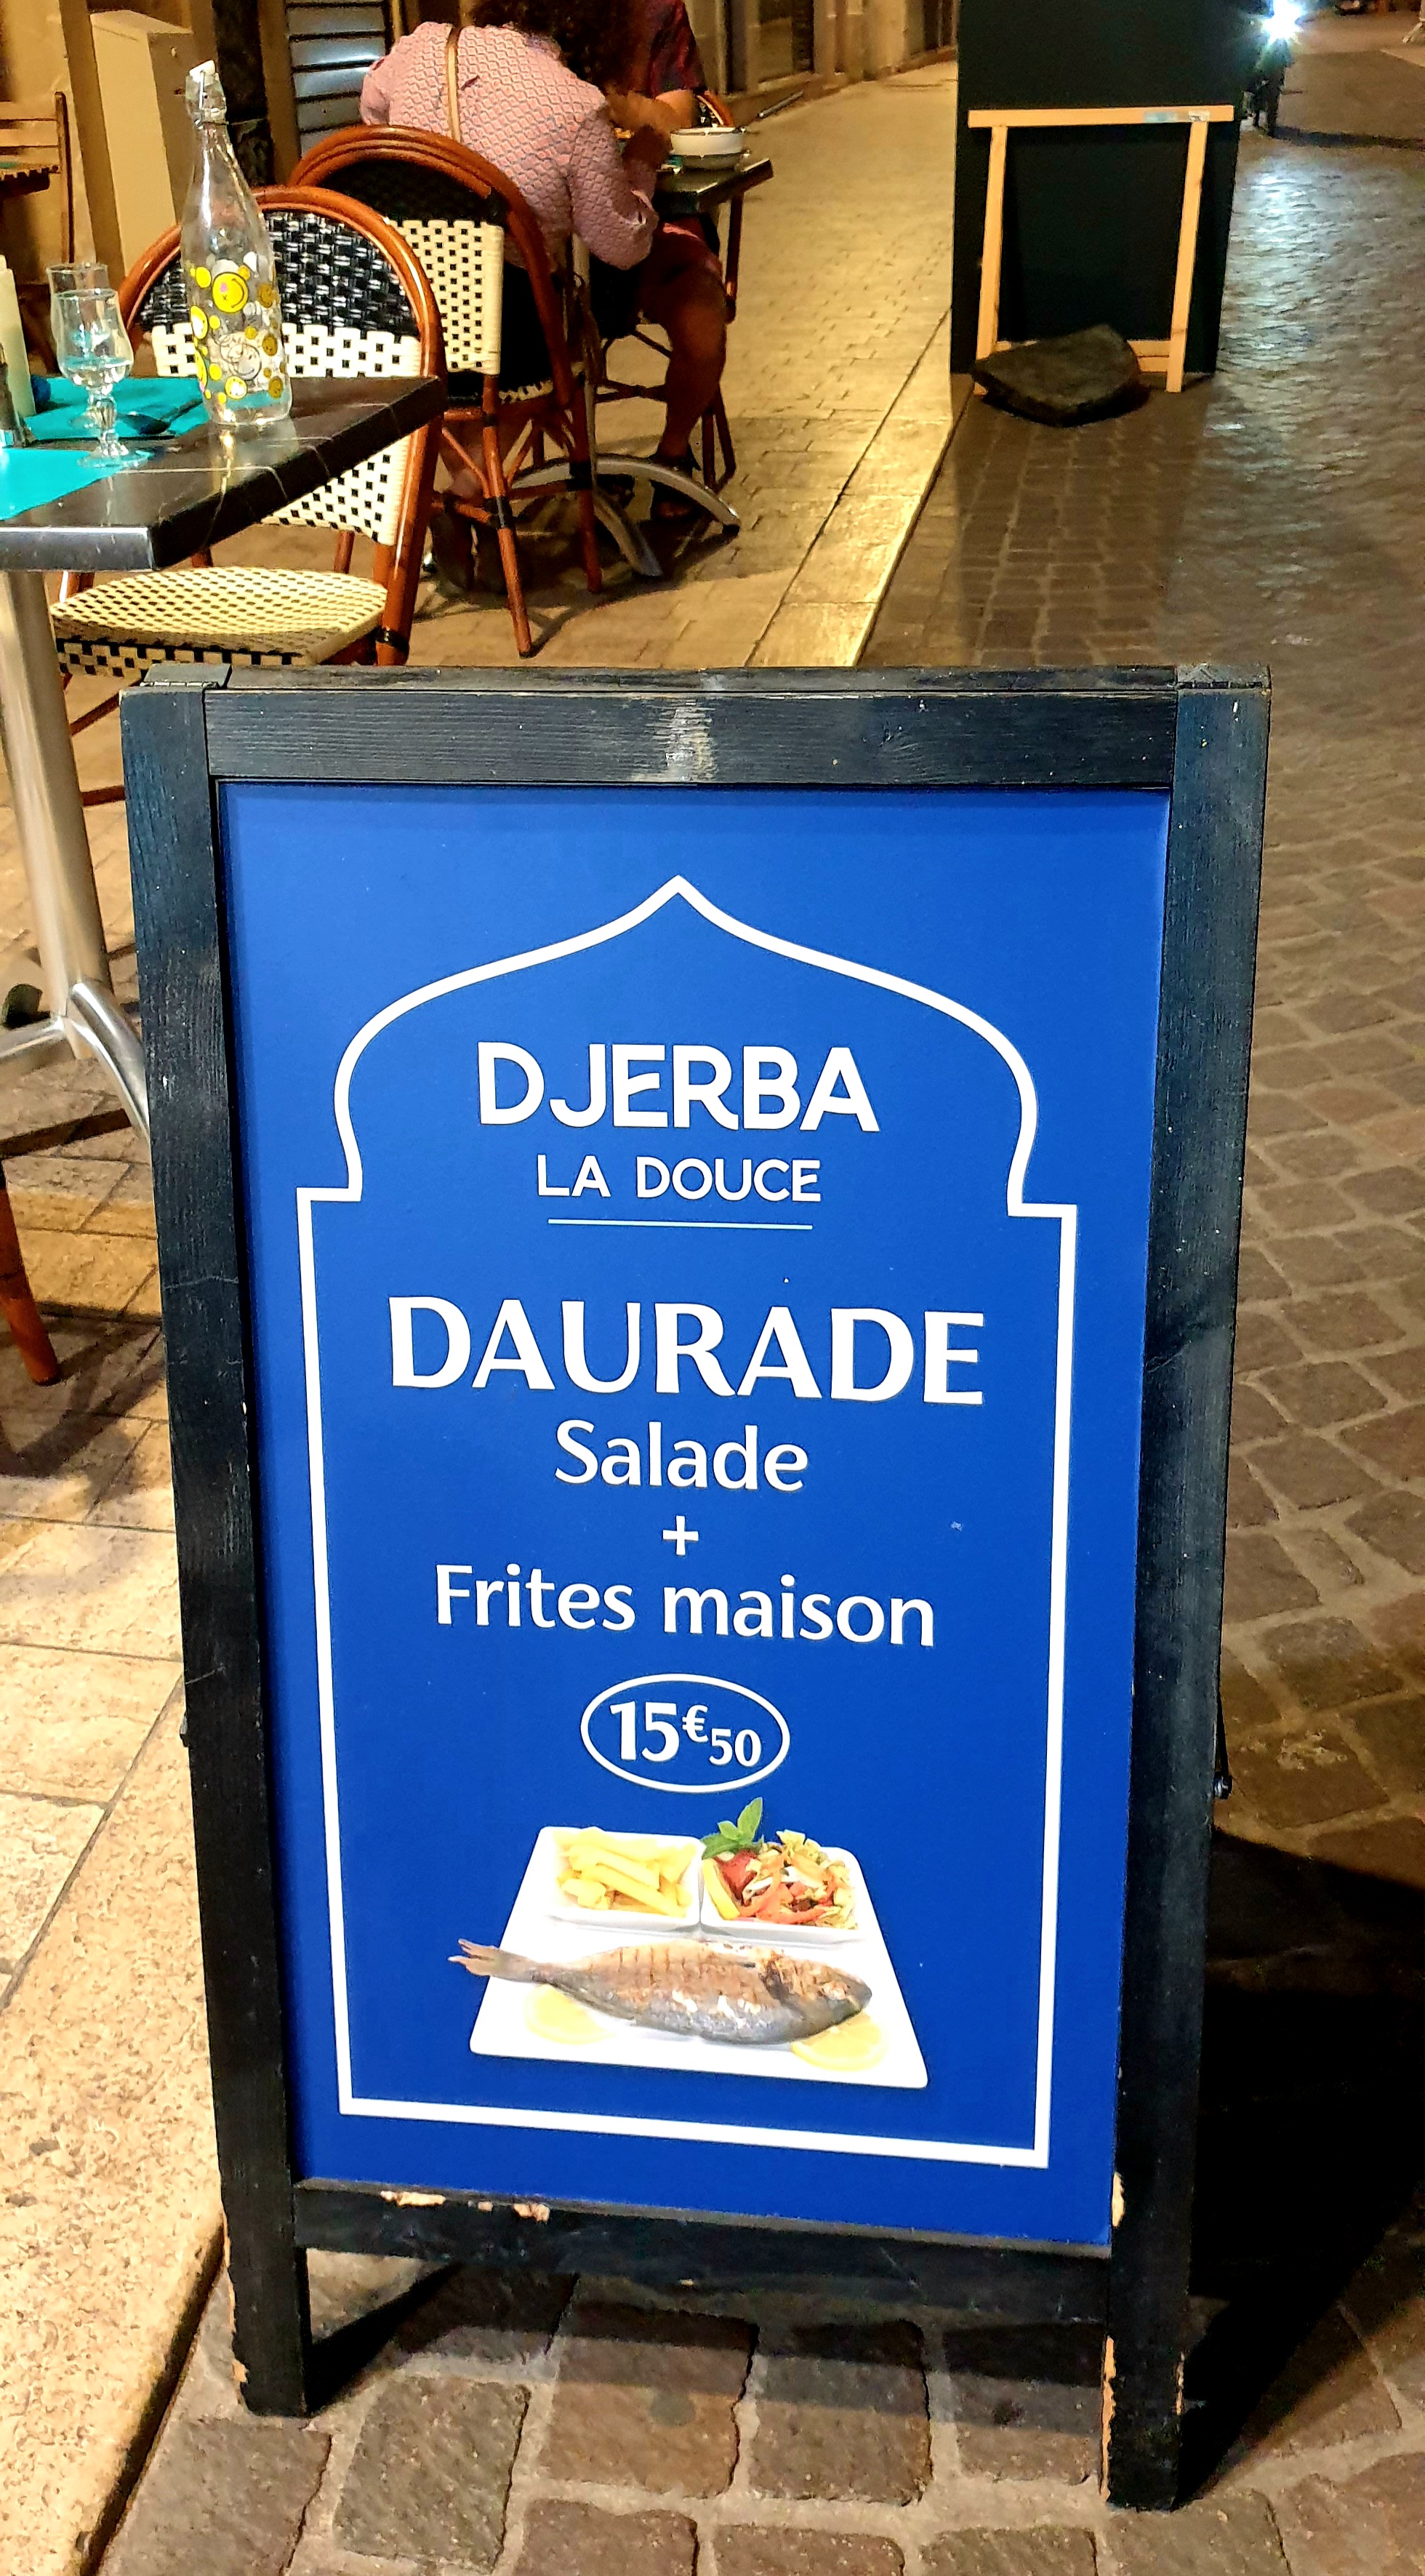 DJERBA
LA DOUCE
DAURADE
Salade
+
Frites maison
15€50